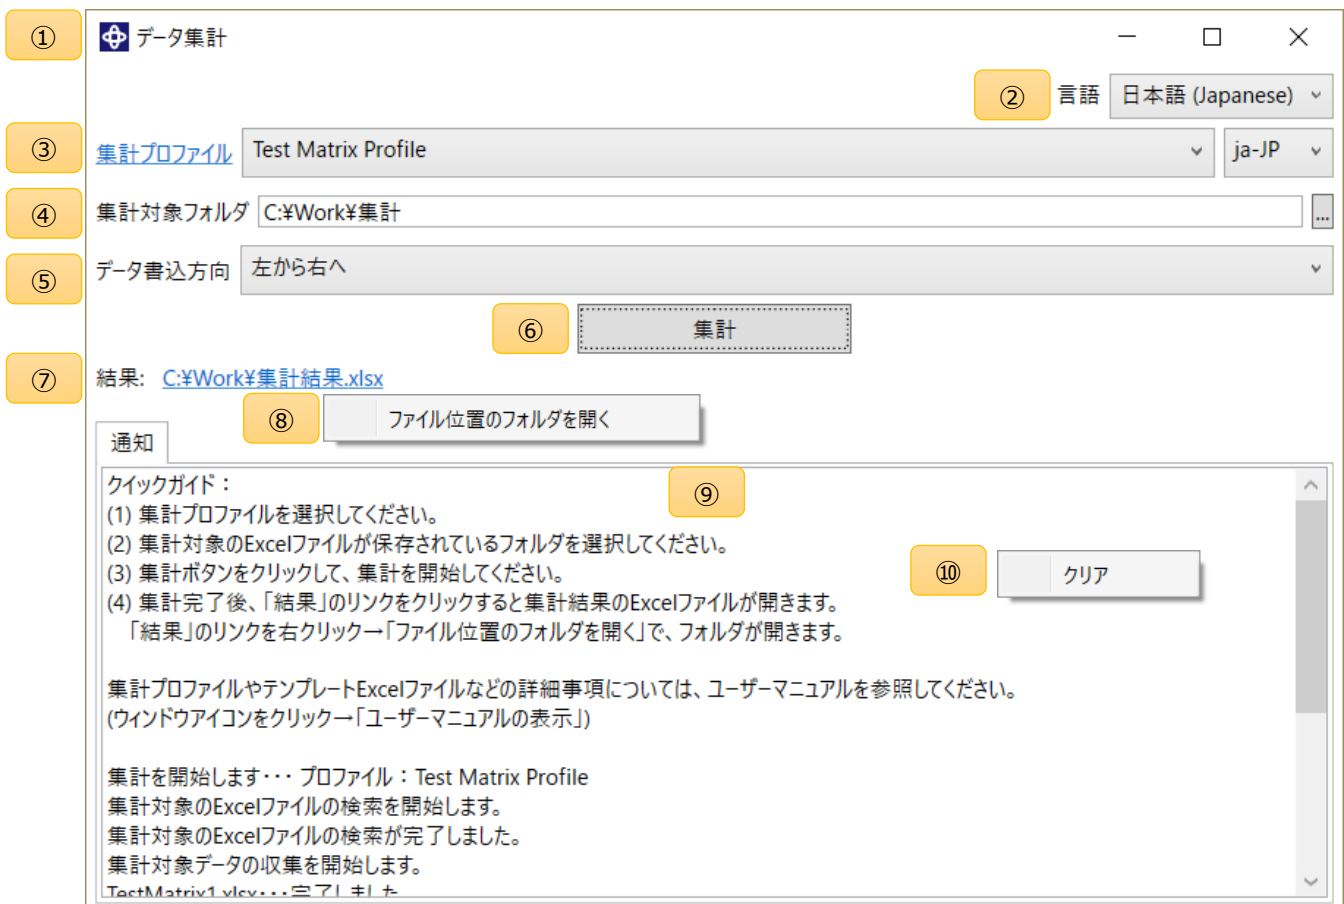 ① データ集計
② 言語 日本語 (Japanese)
③ 集計プロファイル Test Matrix Profile ja-JP
④ 集計対象フォルダ C:¥Work¥集計 ...
⑤ データ書込方向 左から右へ
⑥ 集計
⑦ 結果: C:¥Work¥集計結果.xlsx
⑧ ファイル位置のフォルダを開く
通知
⑨
クイックガイド：
(1) 集計プロファイルを選択してください。
(2) 集計対象のExcelファイルが保存されているフォルダを選択してください。
(3) 集計ボタンをクリックして、集計を開始してください。
⑩ クリア
(4) 集計完了後、「結果」のリンクをクリックすると集計結果のExcelファイルが開きます。
「結果」のリンクを右クリック→「ファイル位置のフォルダを開く」で、フォルダが開きます。
集計プロファイルやテンプレートExcelファイルなどの詳細事項については、ユーザーマニュアルを参照してください。
(ウィンドウアイコンをクリック→「ユーザーマニュアルの表示」)
集計を開始します・・・ プロファイル：Test Matrix Profile
集計対象のExcelファイルの検索を開始します。
集計対象のExcelファイルの検索が完了しました。
集計対象データの収集を開始します。
TestMatrix1.xlsx・・・完了しました